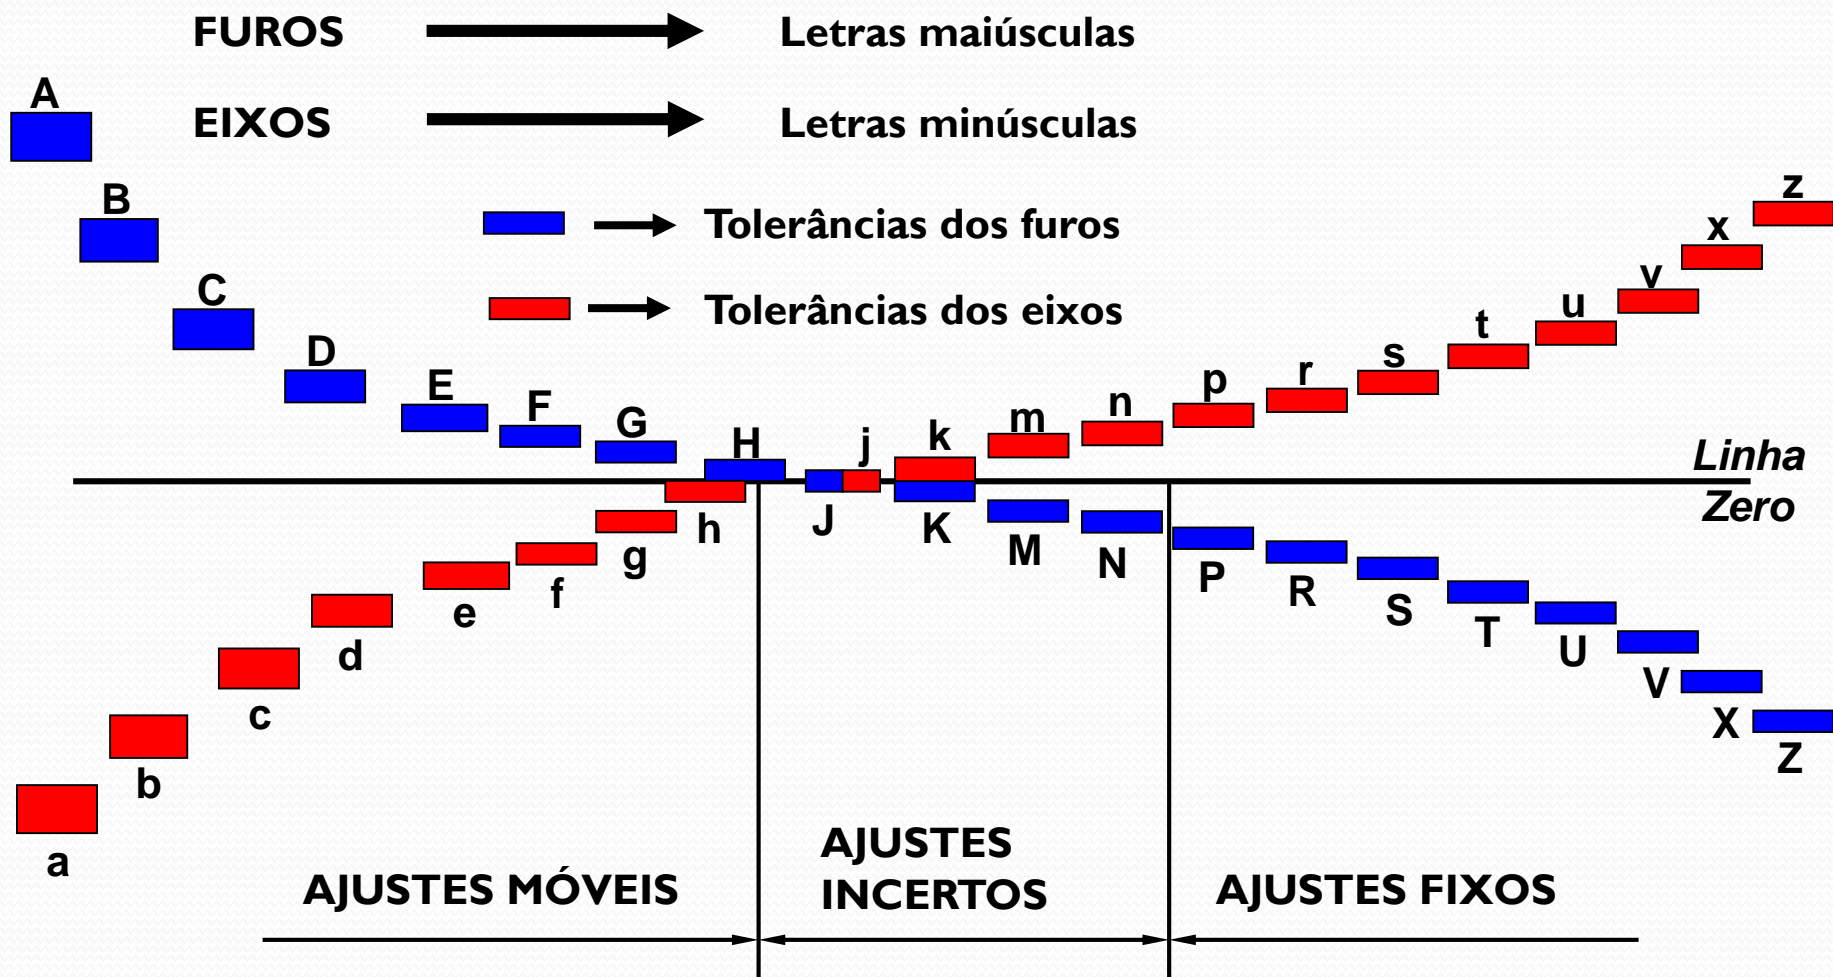 FUROS Letras maiúsculas
A
EIXOS Letras minúsculas
B
Tolerâncias dos furos
z
x
C
Tolerâncias dos eixos
v
u
t
D
s
r
E
p
F
n
G
m
H
j
k
Linha
Zero
h
J
K
M
N
g
P
f
R
e
S
T
d
U
V
c
X
b
Z
a
AJUSTES MÓVEIS
AJUSTES
INCERTOS
AJUSTES FIXOS